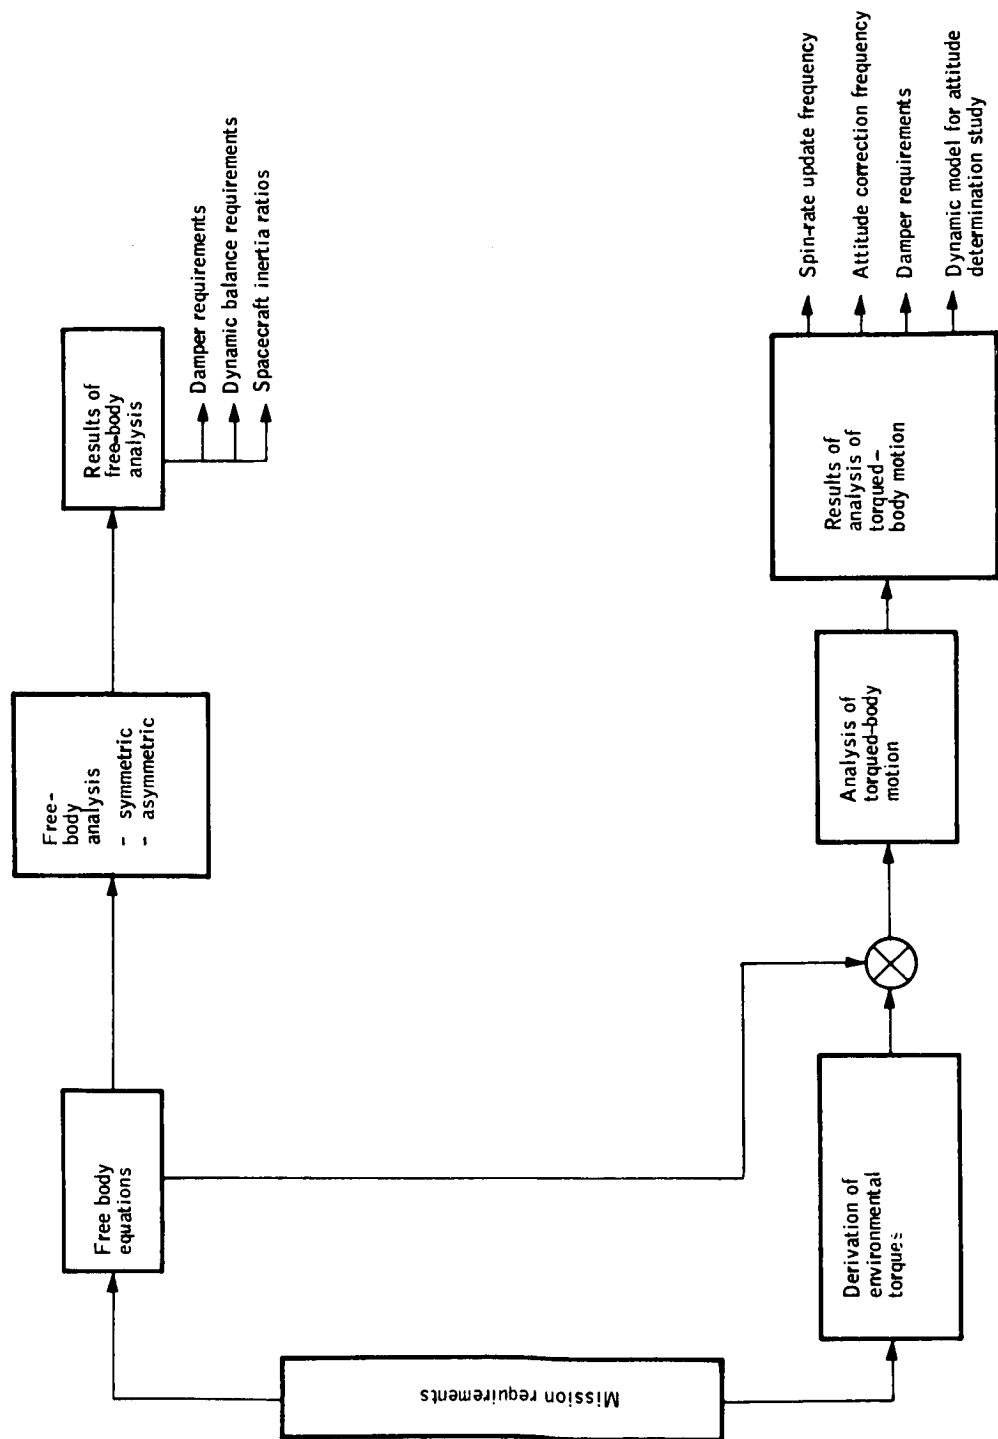 Mission requirements
Free body
equations
Free-
body
analysis
- symmetric
- asymmetric
Results of
free-body
analysis
Damper requirements
Dynamic balance requirements
Spacecraft inertia ratios
Derivation of
environmental
torques
Analysis of
torqued-body
motion
Results of
analysis of
torqued-
body motion
Spin-rate update frequency
Attitude correction frequency
Damper requirements
Dynamic model for attitude
determination study